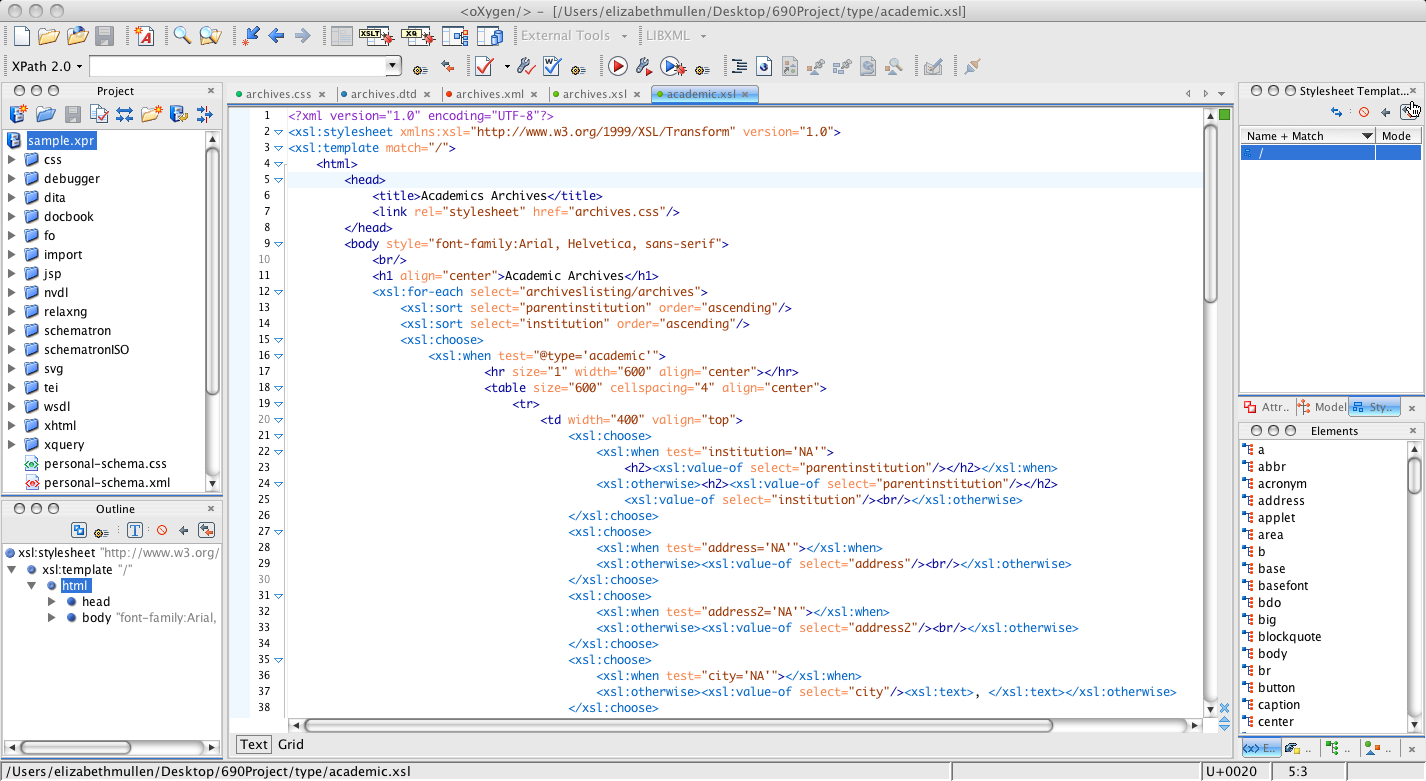 <oXygen/> - [/Users/elizabethmullen/Desktop/690Project/type/academic.xsl]
XSLT XQ External Tools LIBXML
XPath 2.0
Project
sample.xpr
css
debugger
dita
docbook
fo
import
jsp
nvdl
relaxng
schematron
schematronISO
svg
tei
wsdl
xhtml
xquery
personal-schema.css
personal-schema.xml
Outline
xsl:stylesheet "http://www.w3.org/
xsl:template "/"
html
head
body "font-family:Arial,
archives.css archives.dtd archives.xml archives.xsl academic.xsl
1 <?xml version="1.0" encoding="UTF-8"?>
2 <xsl:stylesheet xmlns:xsl="http://www.w3.org/1999/XSL/Transform" version="1.0">
3 <xsl:template match="/">
4 <html>
5 <head>
6 <title>Academics Archives</title>
7 <link rel="stylesheet" href="archives.css"/>
8 </head>
9 <body style="font-family:Arial, Helvetica, sans-serif">
10 <br/>
11 <h1 align="center">Academic Archives</h1>
12 <xsl:for-each select="archiveslisting/archives">
13 <xsl:sort select="parentinstitution" order="ascending"/>
14 <xsl:sort select="institution" order="ascending"/>
15 <xsl:choose>
16 <xsl:when test="@type='academic'">
17 <hr size="1" width="600" align="center"></hr>
18 <table size="600" cellspacing="4" align="center">
19 <tr>
20 <td width="400" valign="top">
21 <xsl:choose>
22 <xsl:when test="institution='NA'">
23 <h2><xsl:value-of select="parentinstitution"/></h2></xsl:when>
24 <xsl:otherwise><h2><xsl:value-of select="parentinstitution"/></h2>
25 <xsl:value-of select="institution"/><br/></xsl:otherwise>
26 </xsl:choose>
27 <xsl:choose>
28 <xsl:when test="address='NA'"></xsl:when>
29 <xsl:otherwise><xsl:value-of select="address"/><br/></xsl:otherwise>
30 </xsl:choose>
31 <xsl:choose>
32 <xsl:when test="address2='NA'"></xsl:when>
33 <xsl:otherwise><xsl:value-of select="address2"/><br/></xsl:otherwise>
34 </xsl:choose>
35 <xsl:choose>
36 <xsl:when test="city='NA'"></xsl:when>
37 <xsl:otherwise><xsl:value-of select="city"/><xsl:text>, </xsl:text></xsl:otherwise>
38 </xsl:choose>
Text Grid
Stylesheet Templat...
Name + Match Mode
/
Attr.. Model Sty..
Elements
a
abbr
acronym
address
applet
area
b
base
basefont
bdo
big
blockquote
body
br
button
caption
center
<x> E.. .. .. ..
/Users/elizabethmullen/Desktop/690Project/type/academic.xsl U+0020 5:3